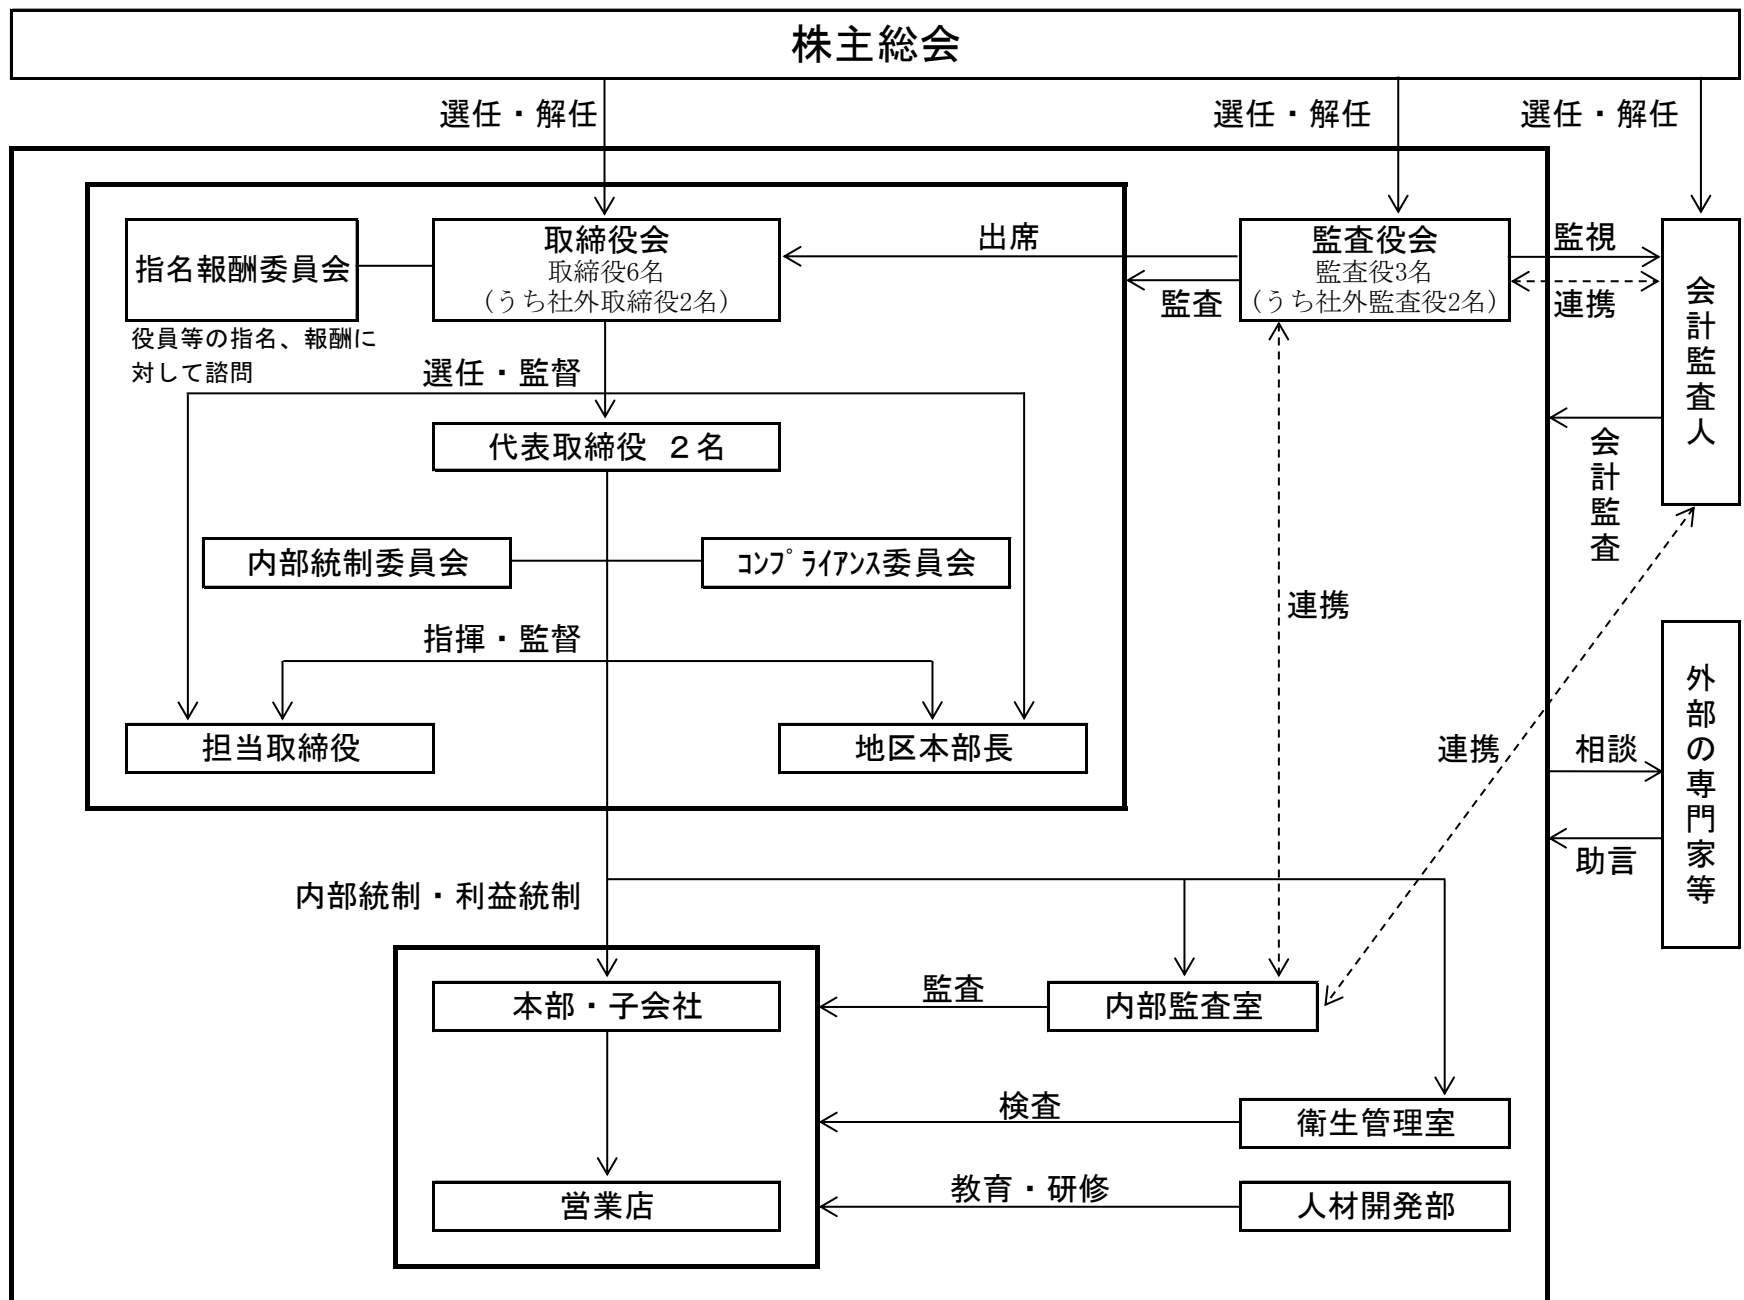 株主総会
選任・解任
選任・解任
選任・解任
指名報酬委員会
役員等の指名、報酬に
対して諮問
取締役会
取締役6名
（うち社外取締役2名）
出席
監査
監査役会
監査役3名
（うち社外監査役2名）
監視
連携
会計監査人
会計監査
選任・監督
代表取締役 ２名
内部統制委員会
ｺﾝﾌﾟﾗｲｱﾝｽ委員会
指揮・監督
担当取締役
地区本部長
連携
連携
相談
助言
外部の専門家等
内部統制・利益統制
本部・子会社
監査
内部監査室
検査
衛生管理室
営業店
教育・研修
人材開発部